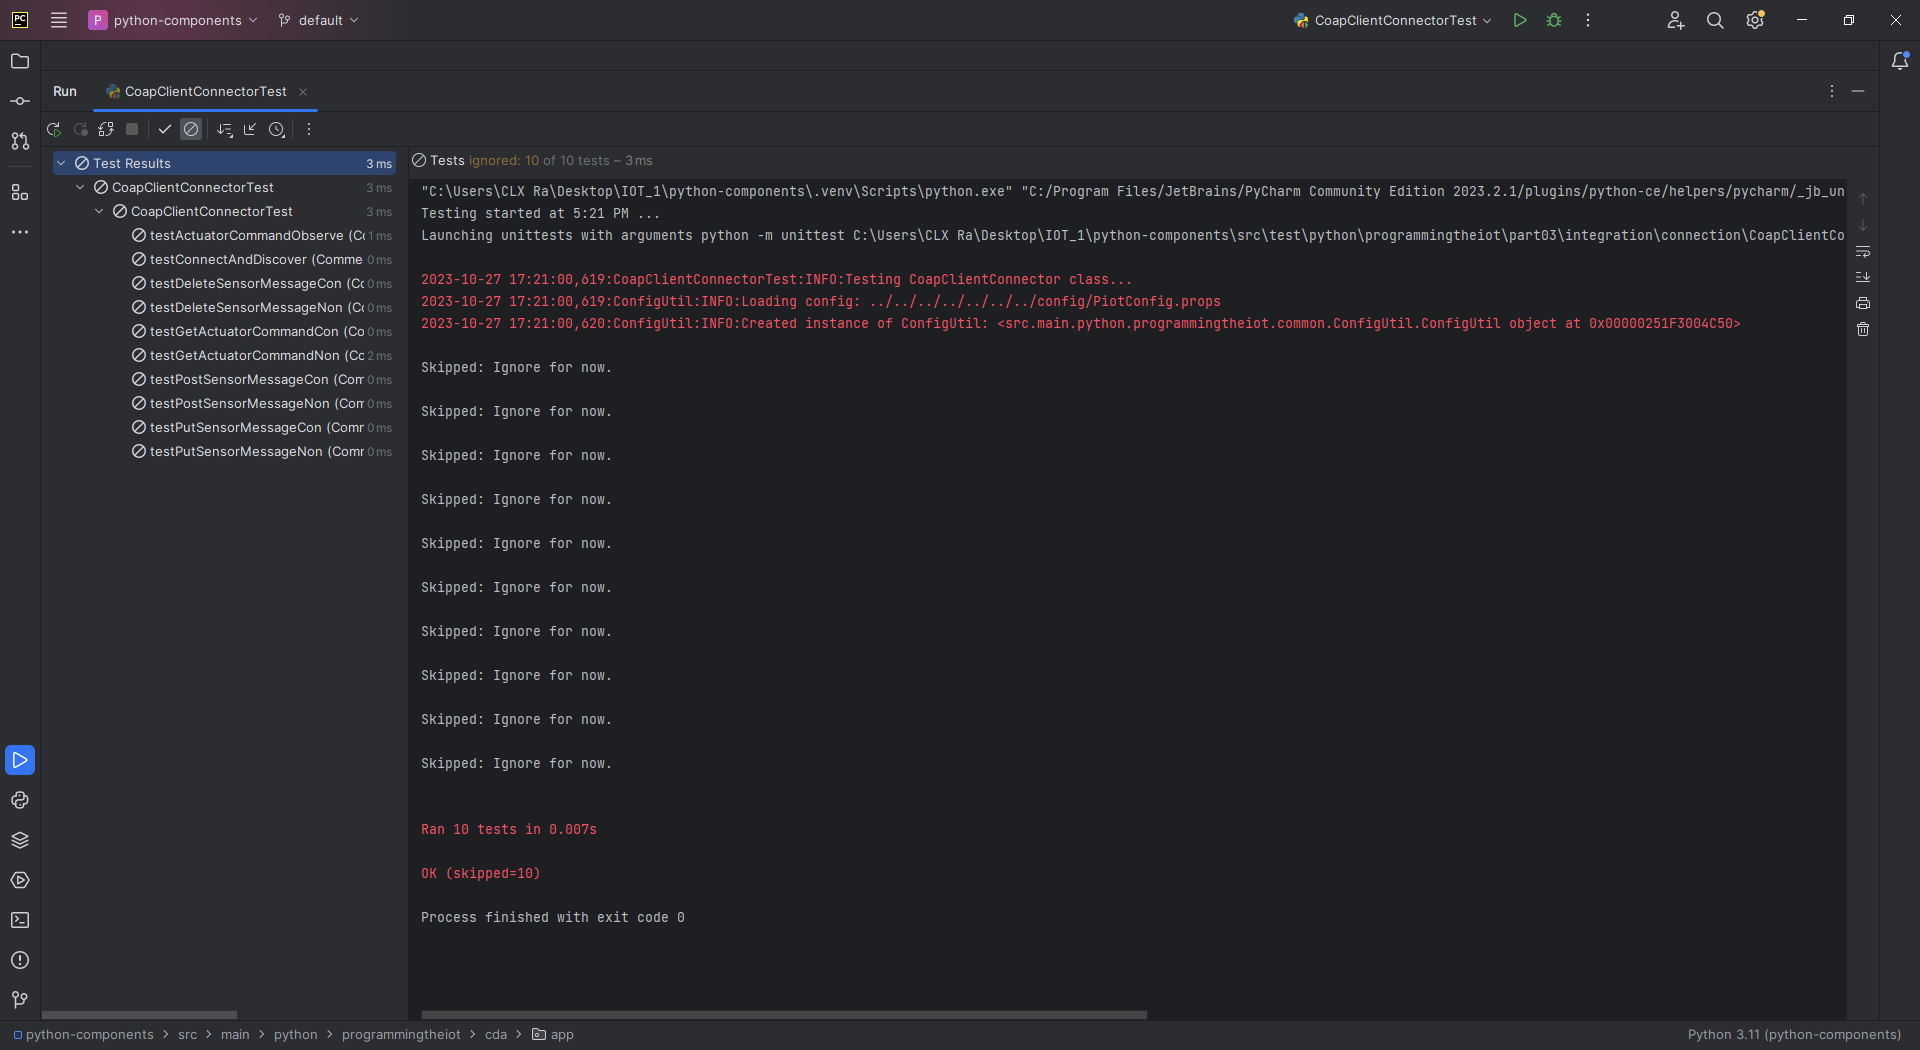 PC
P python-components default CoapClientConnectorTest
Run CoapClientConnectorTest
Test Results 3 ms
CoapClientConnectorTest 3 ms
CoapClientConnectorTest 3 ms
testActuatorCommandObserve (Co 1 ms
testConnectAndDiscover (Comme 0 ms
testDeleteSensorMessageCon (Co 0 ms
testDeleteSensorMessageNon (Co 0 ms
testGetActuatorCommandCon (Co 0 ms
testGetActuatorCommandNon (Co 2 ms
testPostSensorMessageCon (Com 0 ms
testPostSensorMessageNon (Com 0 ms
testPutSensorMessageCon (Comr 0 ms
testPutSensorMessageNon (Comr 0 ms
Tests ignored: 10 of 10 tests – 3 ms
"C:\Users\CLX Ra\Desktop\IOT_1\python-components\.venv\Scripts\python.exe" "C:/Program Files/JetBrains/PyCharm Community Edition 2023.2.1/plugins/python-ce/helpers/pycharm/_jb_un
Testing started at 5:21 PM ...
Launching unittests with arguments python -m unittest C:\Users\CLX Ra\Desktop\IOT_1\python-components\src\test\python\programmingtheiot\part03\integration\connection\CoapClientCo
2023-10-27 17:21:00,619:CoapClientConnectorTest:INFO:Testing CoapClientConnector class...
2023-10-27 17:21:00,619:ConfigUtil:INFO:Loading config: ../../../../../../../config/PiotConfig.props
2023-10-27 17:21:00,620:ConfigUtil:INFO:Created instance of ConfigUtil: <src.main.python.programmingtheiot.common.ConfigUtil.ConfigUtil object at 0x00000251F3004C50>
Skipped: Ignore for now.
Skipped: Ignore for now.
Skipped: Ignore for now.
Skipped: Ignore for now.
Skipped: Ignore for now.
Skipped: Ignore for now.
Skipped: Ignore for now.
Skipped: Ignore for now.
Skipped: Ignore for now.
Skipped: Ignore for now.
Ran 10 tests in 0.007s
OK (skipped=10)
Process finished with exit code 0
python-components > src > main > python > programmingtheiot > cda > app
Python 3.11 (python-components)